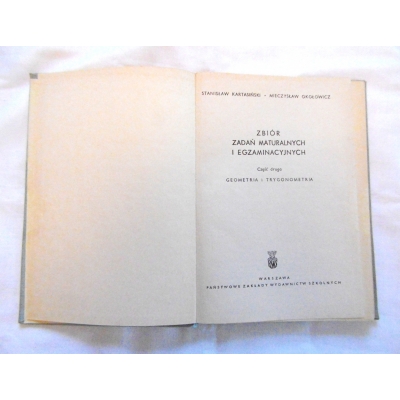 STANISŁAW KARTASIŃSKI • MIECZYSŁAW OKOŁOWICZ
ZBIÓR
ZADAŃ MATURALNYCH
I EGZAMINACYJNYCH
Część druga
GEOMETRIA I TRYGONOMETRIA
WARSZAWA
PAŃSTWOWE ZAKŁADY WYDAWNICTW SZKOLNYCH